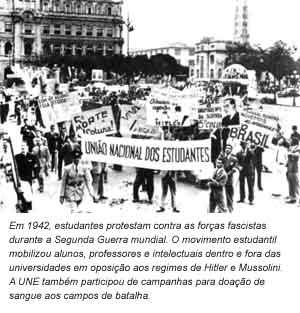 FORTE
BRASIL
UNIÃO NACIONAL DOS ESTUDANTES
Em 1942, estudantes protestam contra as forças fascistas
durante a Segunda Guerra mundial. O movimento estudantil
mobilizou alunos, professores e intelectuais dentro e fora das
universidades em oposição aos regimes de Hitler e Mussolini.
A UNE também participou de campanhas para doação de
sangue aos campos de batalha.